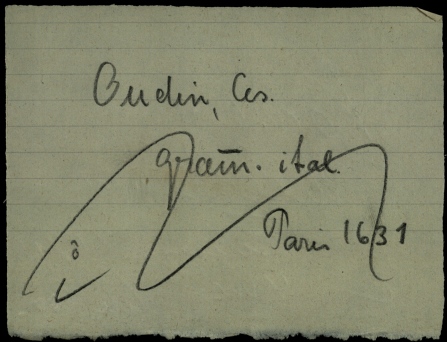 Oudin, Ces.
gram̅. ital.
Paris 1631